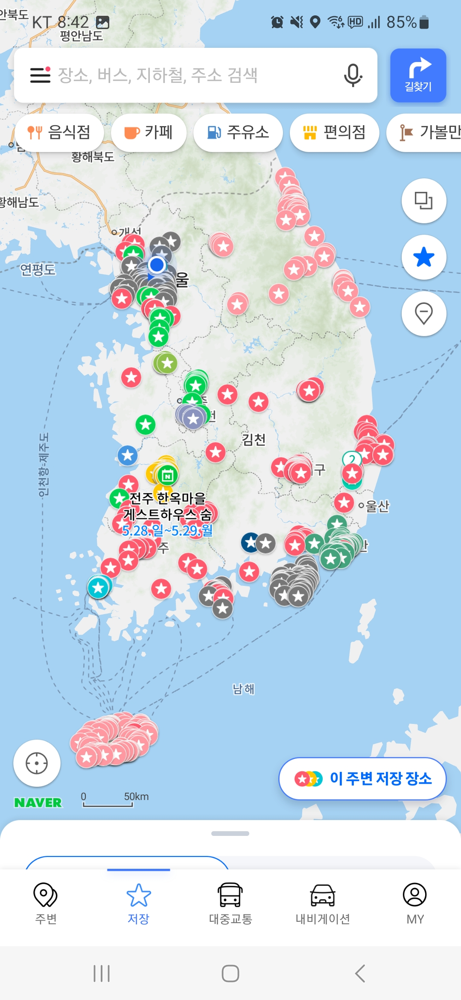 안북도
KT 8:42
HD 85%
평안남도
장소, 버스, 지하철, 주소 검색
길찾기
음식점
카페
주유소
편의점
가볼만
황해북도
황해남도
개성
연평도
울
인천항-제주도
김천
구
2
N
전주 한옥마을
게스트하우스 숨
5.28.일~5.29.월
울산
주
산
남해
이 주변 저장 장소
NAVER
0 50km
주변
저장
대중교통
내비게이션
MY